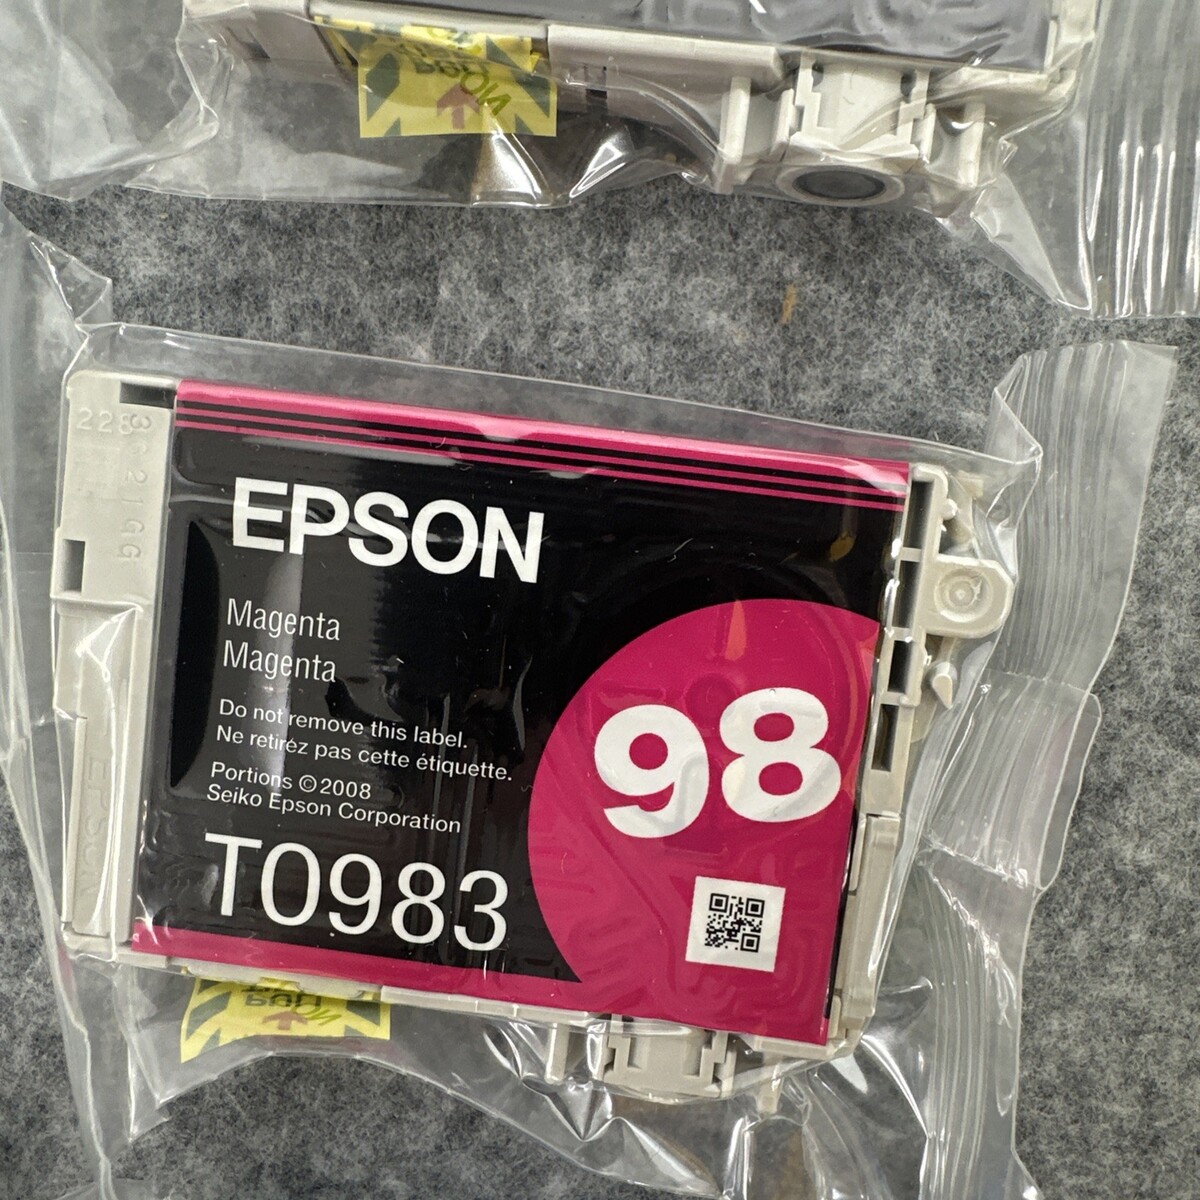 EPSON
Magenta
Magenta
Do not remove this label.
Ne retirez pas cette étiquette.
Portions ©2008
Seiko Epson Corporation
T0983
98
EPSON